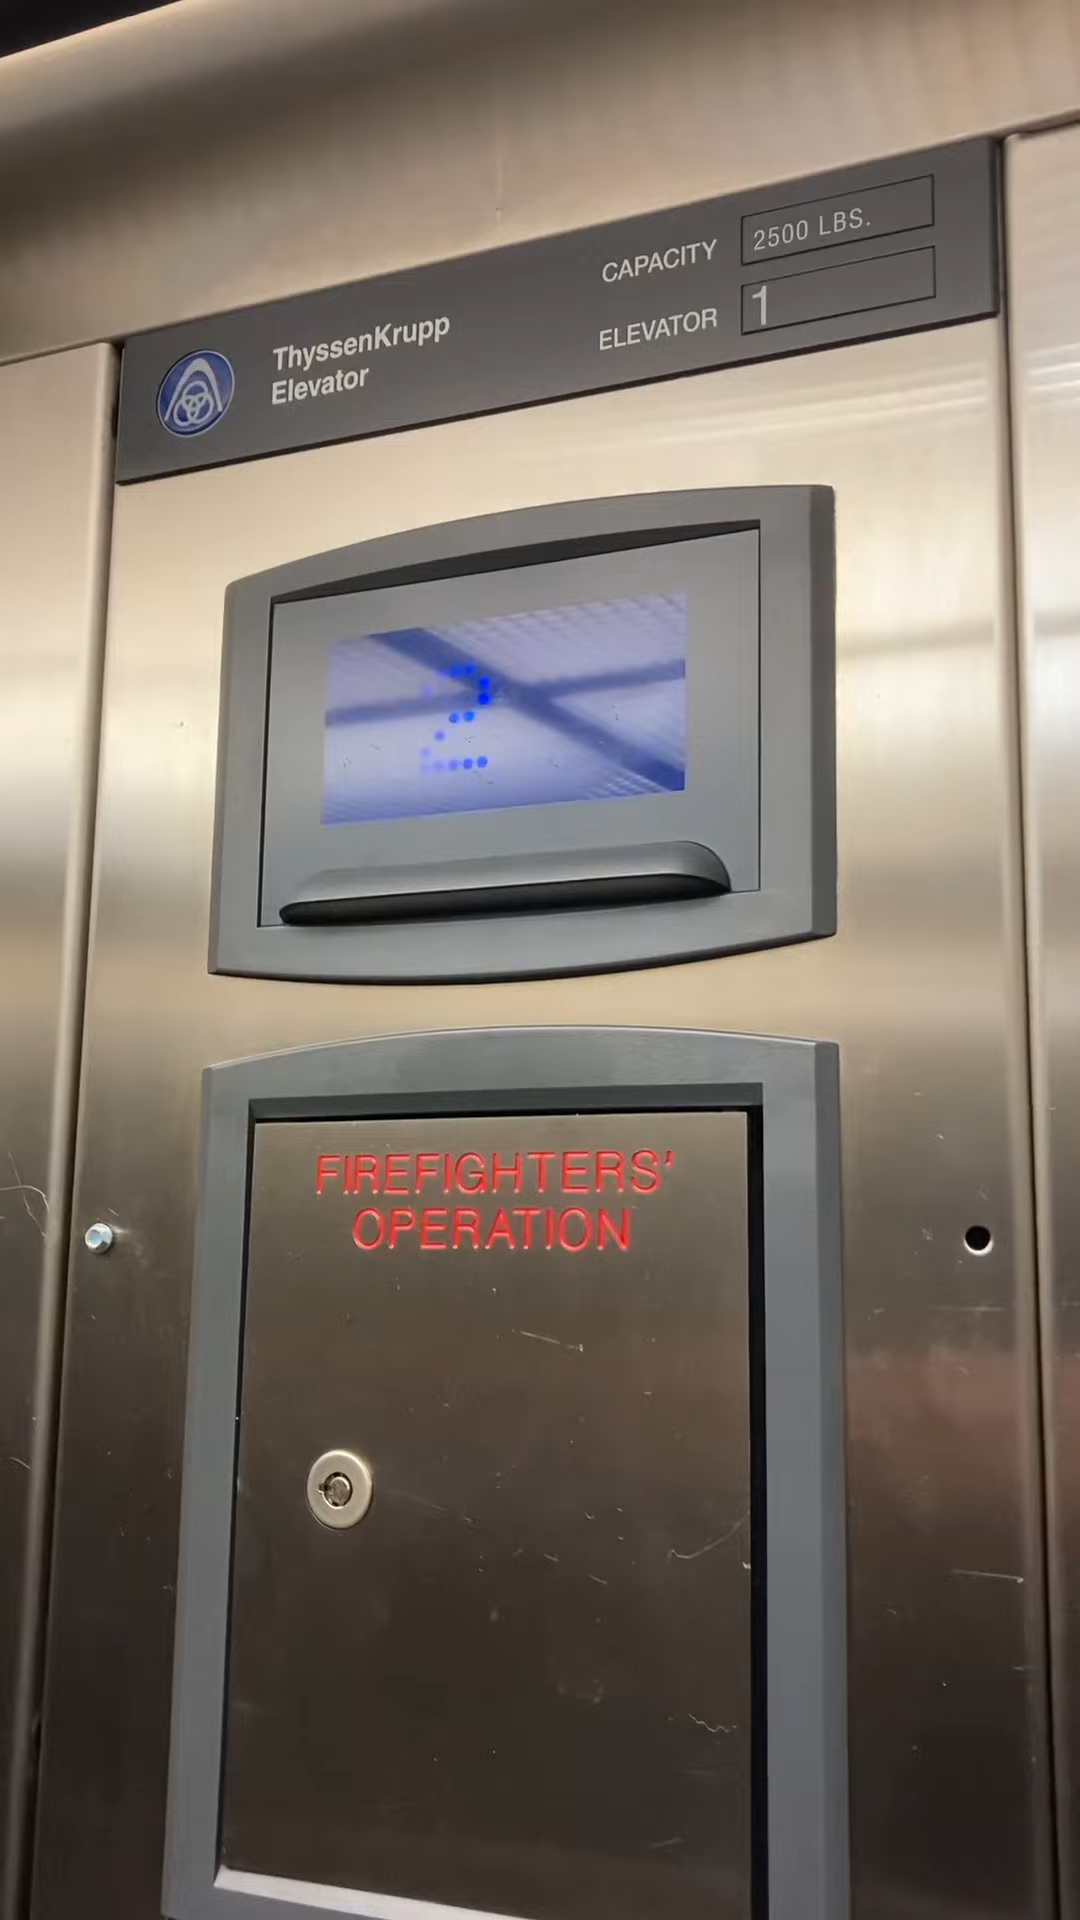 CAPACITY 2500 LBS.
ELEVATOR 1
ThyssenKrupp
Elevator
2
FIREFIGHTERS'
OPERATION